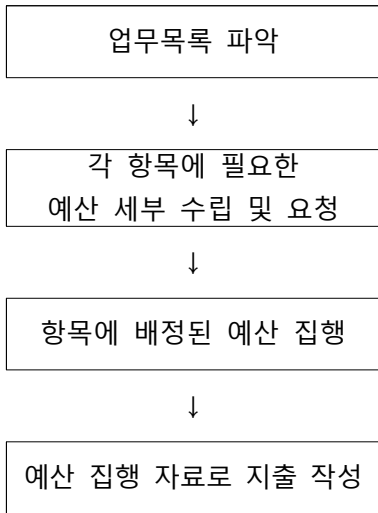 업무목록 파악
↓
각 항목에 필요한
예산 세부 수립 및 요청
↓
항목에 배정된 예산 집행
↓
예산 집행 자료로 지출 작성